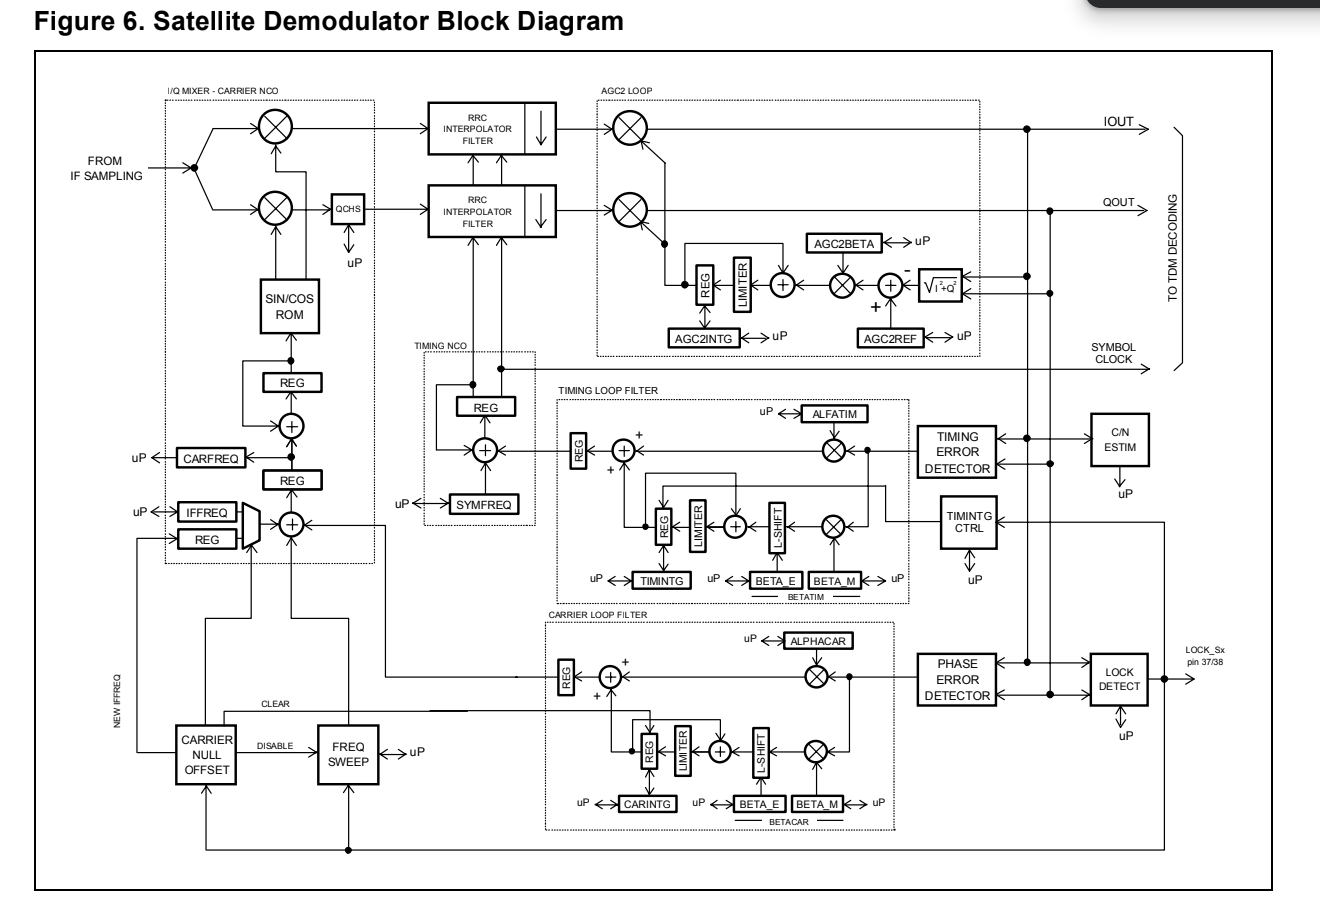 Figure 6. Satellite Demodulator Block Diagram
I/Q MIXER - CARRIER NCO
AGC2 LOOP
RRC
INTERPOLATOR
FILTER
IOUT
FROM
IF SAMPLING
RRC
INTERPOLATOR
FILTER
QCHS
uP
QOUT
TO TDM DECODING
AGC2BETA
uP
SIN/COS
ROM
REG
LIMITER
+
-
+
+
√I²+Q²
AGC2INTG
uP
AGC2REF
uP
SYMBOL
CLOCK
TIMING NCO
REG
REG
+
+
TIMING LOOP FILTER
uP
ALFATIM
REG
+
+
+
TIMING
ERROR
DETECTOR
C/N
ESTIM
uP
uP
CARFREQ
REG
uP
SYMFREQ
REG
LIMITER
+
L-SHIFT
TIMINTG
CTRL
uP
uP
IFFREQ
REG
+
uP
TIMINTG
uP
BETA_E
BETA_M
uP
BETATIM
CARRIER LOOP FILTER
uP
ALPHACAR
REG
+
+
+
PHASE
ERROR
DETECTOR
LOCK
DETECT
uP
LOCK_Sx
pin 37/38
NEW IFFREQ
CLEAR
CARRIER
NULL
OFFSET
DISABLE
FREQ
SWEEP
uP
REG
LIMITER
+
L-SHIFT
uP
CARINTG
uP
BETA_E
BETA_M
uP
BETACAR